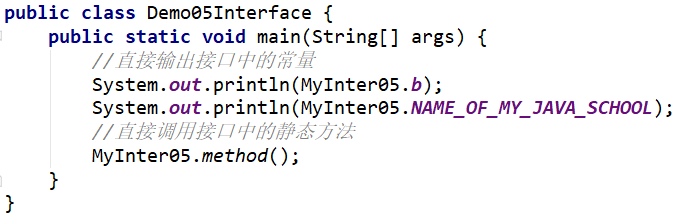 public class Demo05Interface {
    public static void main(String[] args) {
        //直接输出接口中的常量
        System.out.println(MyInter05.b);
        System.out.println(MyInter05.NAME_OF_MY_JAVA_SCHOOL);
        //直接调用接口中的静态方法
        MyInter05.method();
    }
}